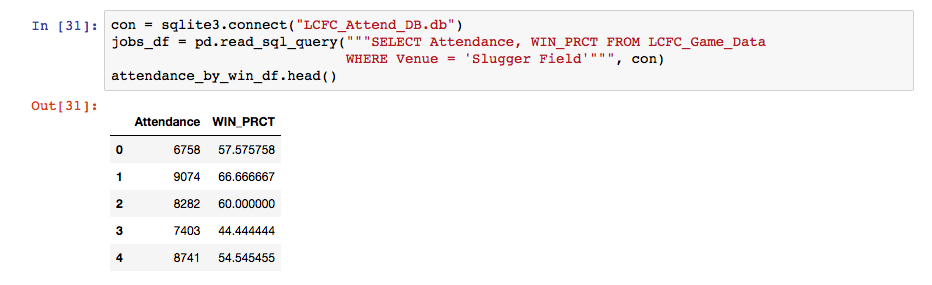 In [31]: con = sqlite3.connect("LCFC_Attend_DB.db")
jobs_df = pd.read_sql_query("""SELECT Attendance, WIN_PRCT FROM LCFC_Game_Data
WHERE Venue = 'Slugger Field'""", con)
attendance_by_win_df.head()
Out[31]:
Attendance WIN_PRCT
0 6758 57.575758
1 9074 66.666667
2 8282 60.000000
3 7403 44.444444
4 8741 54.545455